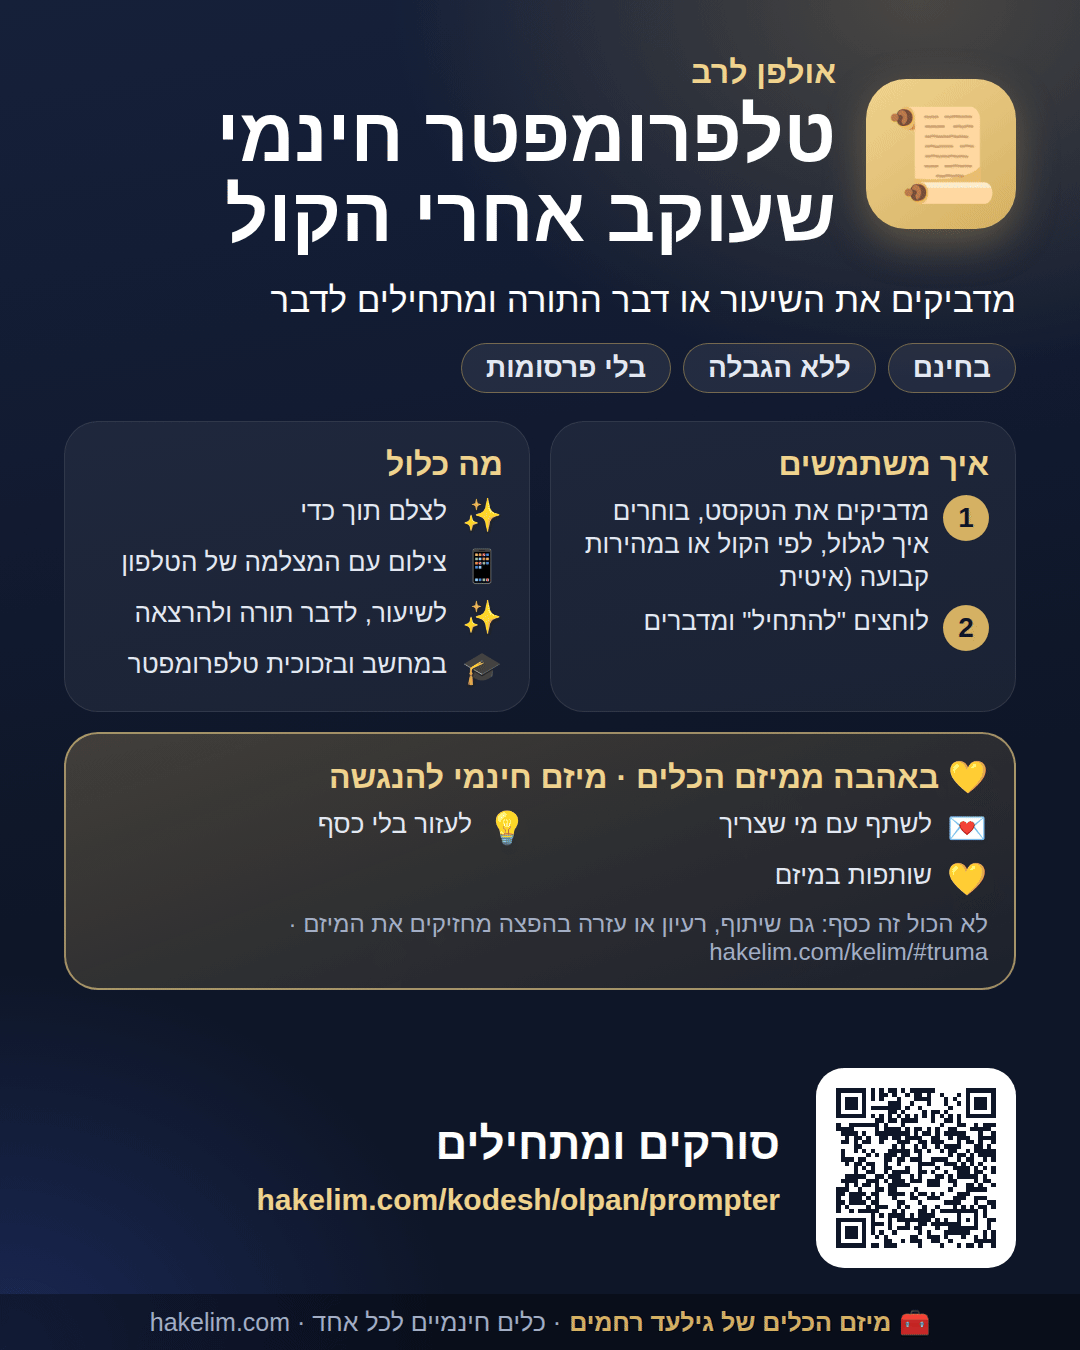 אולפן לרב
טלפרומפטר חינמי
שעוקב אחרי הקול
מדביקים את השיעור או דבר התורה ומתחילים לדבר
בחינם
ללא הגבלה
בלי פרסומות
איך משתמשים
1
מדביקים את הטקסט, בוחרים
איך לגלול, לפי הקול או במהירות
קבועה (איטית
2
לוחצים "להתחיל" ומדברים
מה כלול
לצלם תוך כדי
צילום עם המצלמה של הטלפון
לשיעור, לדבר תורה ולהרצאה
במחשב ובזכוכית טלפרומפטר
באהבה ממיזם הכלים · מיזם חינמי להנגשה
לשתף עם מי שצריך
לעזור בלי כסף
שותפות במיזם
לא הכול זה כסף: גם שיתוף, רעיון או עזרה בהפצה מחזיקים את המיזם ·
hakelim.com/kelim/#truma
סורקים ומתחילים
hakelim.com/kodesh/olpan/prompter
מיזם הכלים של גילעד רחמים · כלים חינמיים לכל אחד · hakelim.com